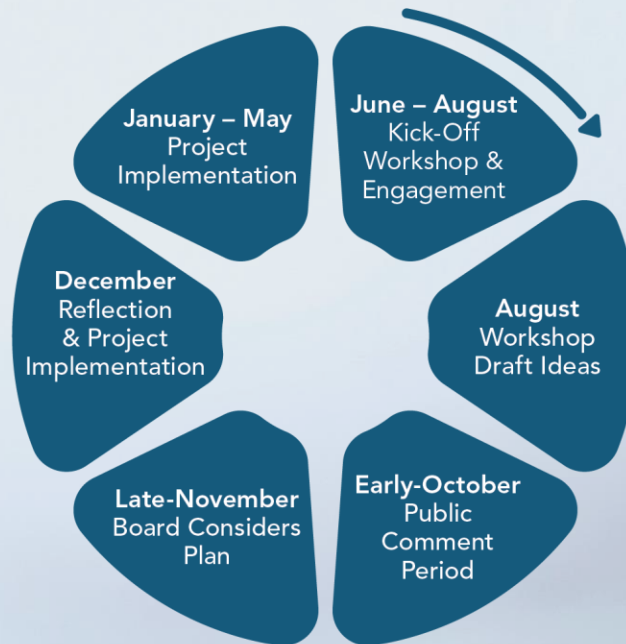 June – August
Kick-Off
Workshop &
Engagement
August
Workshop
Draft Ideas
Early-October
Public
Comment
Period
Late-November
Board Considers
Plan
December
Reflection
& Project
Implementation
January – May
Project
Implementation